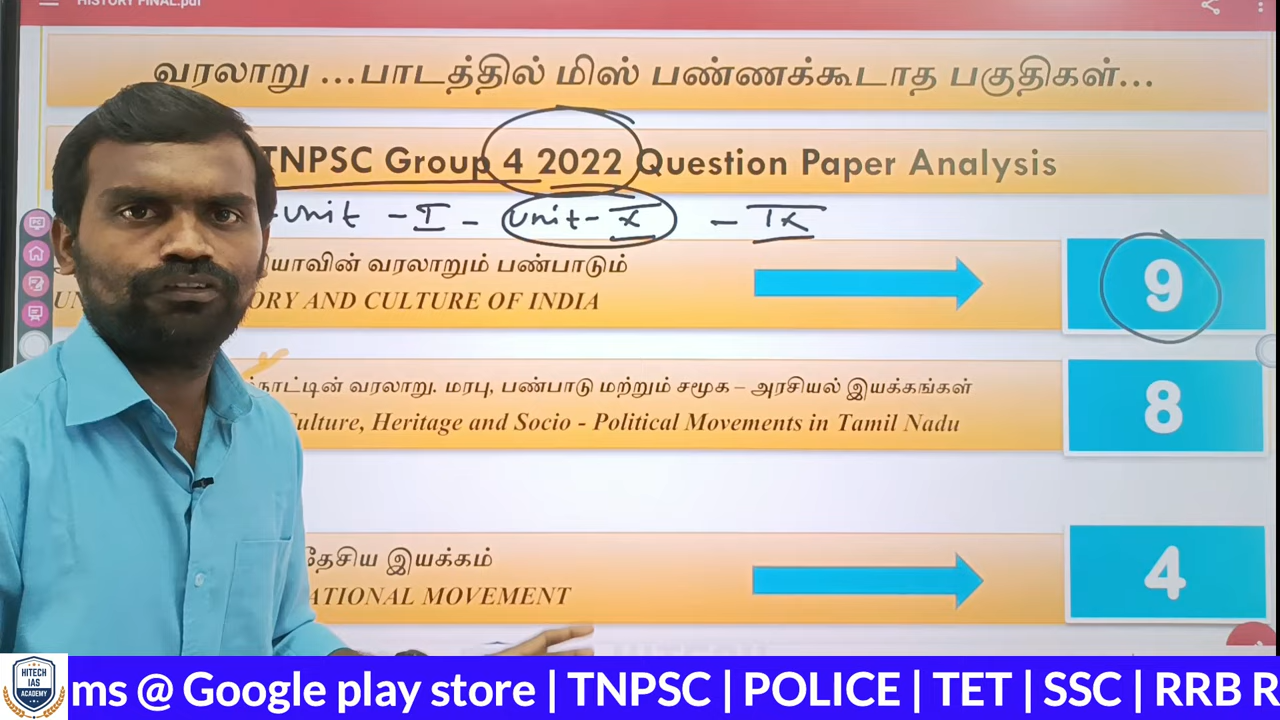 HISTORY FINAL.pdf
வரலாறு ...பாடத்தில் மிஸ் பண்ணக்கூடாத பகுதிகள்...
TNPSC Group 4 2022 Question Paper Analysis
unit - I - unit - X - IX
வரலாறும் பண்பாடும்
AND CULTURE OF INDIA
9
வரலாறு. மரபு, பண்பாடு மற்றும் சமூக – அரசியல் இயக்கங்கள்
Culture, Heritage and Socio - Political Movements in Tamil Nadu
8
தேசிய இயக்கம்
MOVEMENT
4
HITECH
IAS
ACADEMY
ms @ Google play store | TNPSC | POLICE | TET | SSC | RRB R